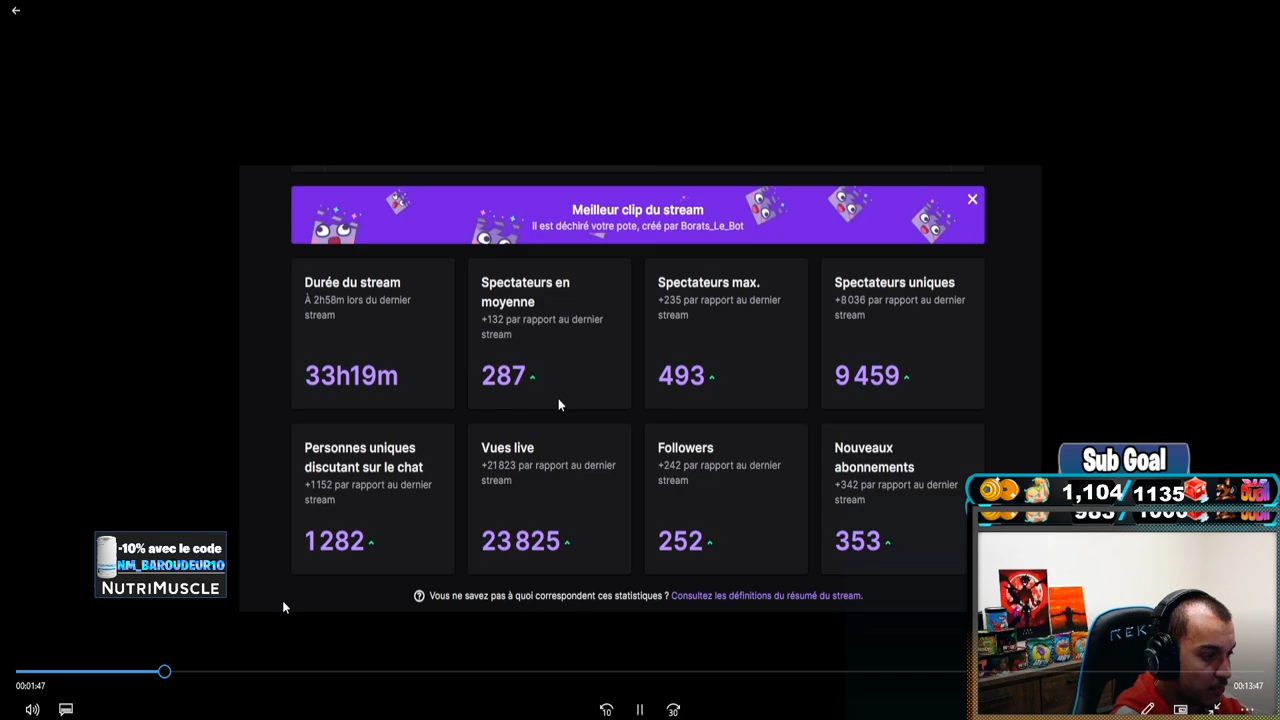 Meilleur clip du stream
Il est déchiré votre pote, créé par Borats_Le_Bot
Durée du stream
À 2h58m lors du dernier
stream
33h19m
Spectateurs en
moyenne
+132 par rapport au dernier
stream
287
Spectateurs max.
+235 par rapport au dernier
stream
493
Spectateurs uniques
+8 036 par rapport au dernier
stream
9 459
Personnes uniques
discutant sur le chat
+1152 par rapport au dernier
stream
1 282
Vues live
+21 823 par rapport au dernier
stream
23 825
Followers
+242 par rapport au dernier
stream
252
Nouveaux
abonnements
+342 par rapport au dernier
stream
353
Vous ne savez pas à quoi correspondent ces statistiques ? Consultez les définitions du résumé du stream.
Sub Goal
1,104/ 1135
-10% avec le code
NM_BAROUDEUR10
NUTRIMUSCLE
00:01:47
00:13:47
10
30